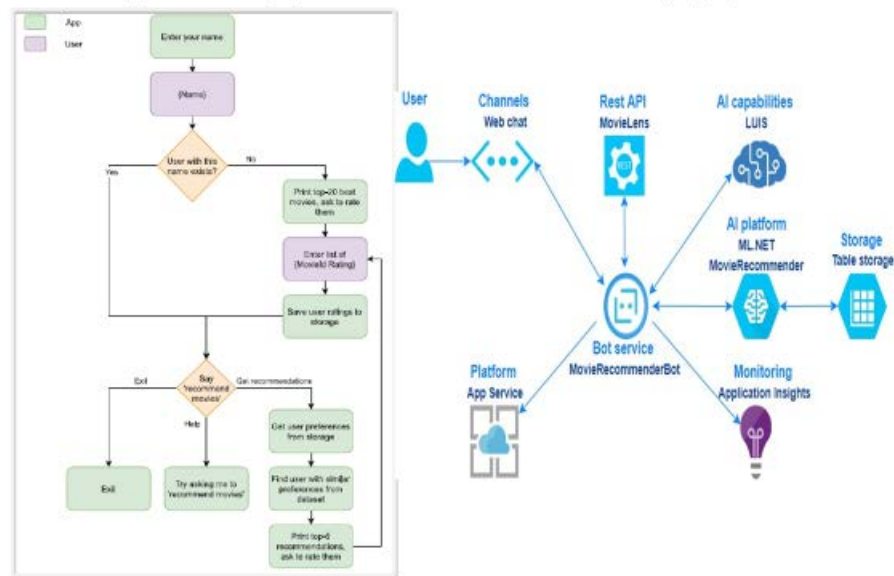 App
User
Enter your name
{Name}
User with this
name exists?
Yes
No
Print top-20 best
movies, ask to rate
them
Enter list of
{MovieId Rating}
Save user ratings to
storage
Say
'recommend
movies'
Exit
Get recommendations
Help
Get user preferences
from storage
Exit
Try asking me to
'recommend movies'
Find user with similar
preferences from
dataset
Print top-5
recommendations,
ask to rate them
User
Channels
Web chat
Rest API
MovieLens
REST
AI capabilities
LUIS
AI platform
ML.NET
MovieRecommender
Storage
Table storage
Bot service
MovieRecommenderBot
Platform
App Service
Monitoring
Application Insights